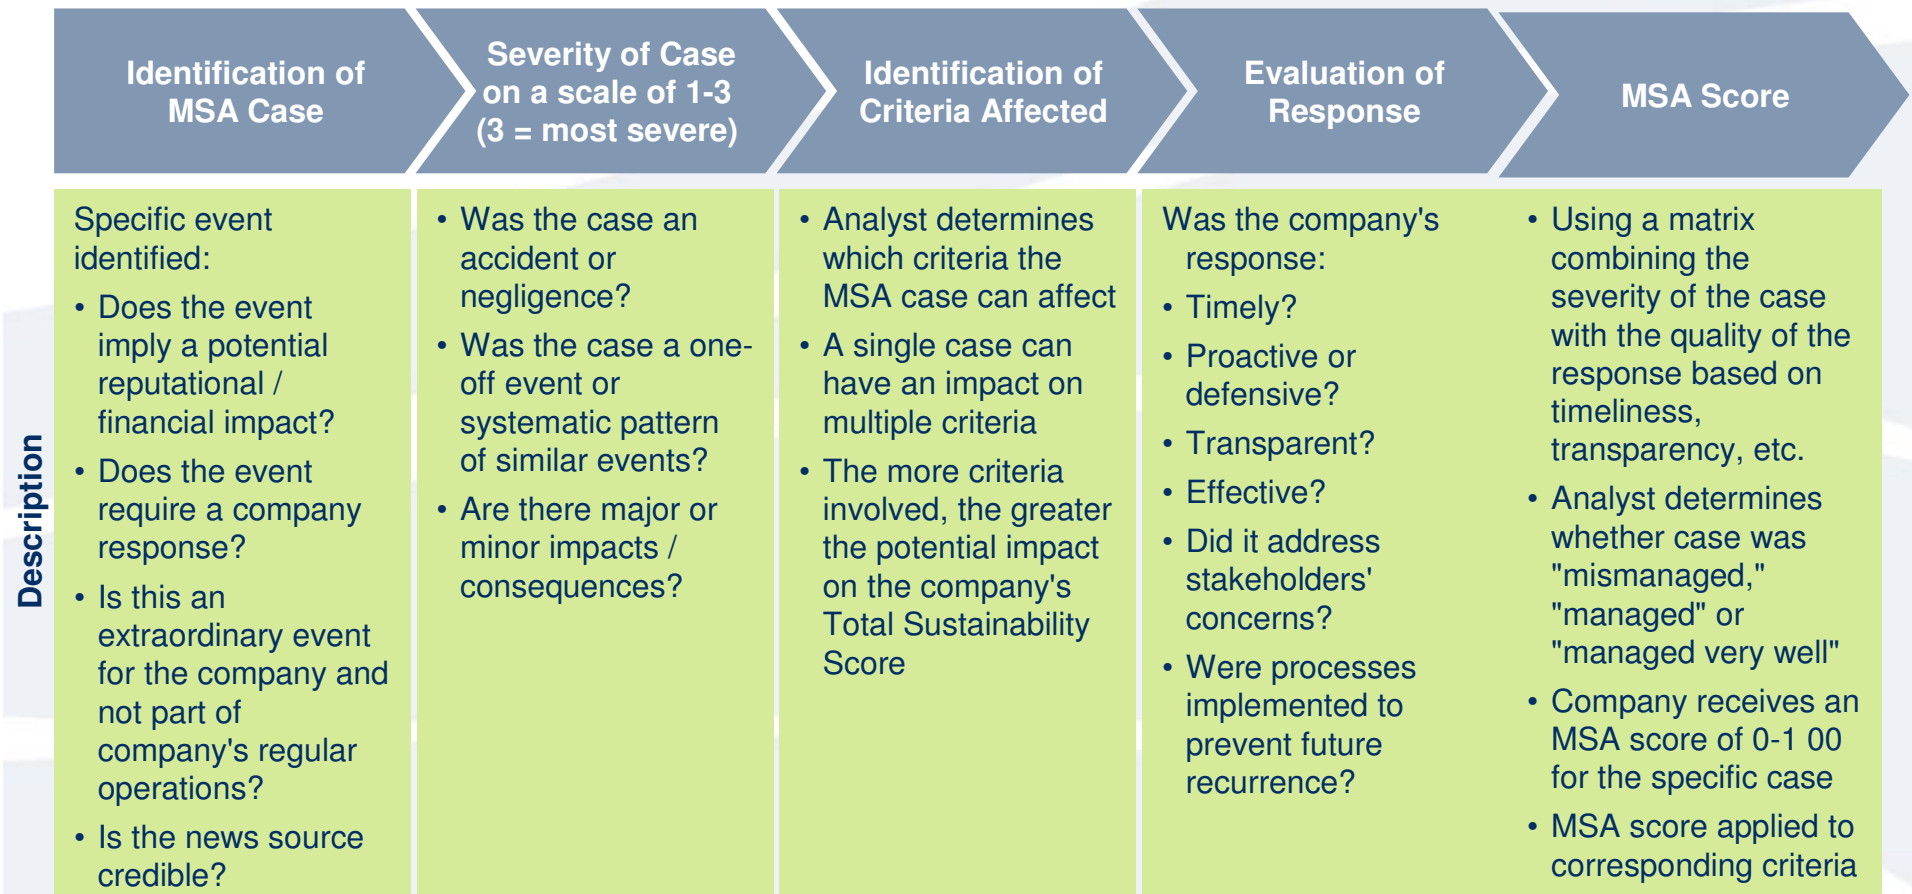 Identification of
MSA Case
Severity of Case
on a scale of 1-3
(3 = most severe)
Identification of
Criteria Affected
Evaluation of
Response
MSA Score
Description
Specific event
identified:
• Does the event
imply a potential
reputational /
financial impact?
• Does the event
require a company
response?
• Is this an
extraordinary event
for the company and
not part of
company's regular
operations?
• Is the news source
credible?
• Was the case an
accident or
negligence?
• Was the case a one-
off event or
systematic pattern
of similar events?
• Are there major or
minor impacts /
consequences?
• Analyst determines
which criteria the
MSA case can affect
• A single case can
have an impact on
multiple criteria
• The more criteria
involved, the greater
the potential impact
on the company's
Total Sustainability
Score
Was the company's
response:
• Timely?
• Proactive or
defensive?
• Transparent?
• Effective?
• Did it address
stakeholders'
concerns?
• Were processes
implemented to
prevent future
recurrence?
• Using a matrix
combining the
severity of the case
with the quality of the
response based on
timeliness,
transparency, etc.
• Analyst determines
whether case was
"mismanaged,"
"managed" or
"managed very well"
• Company receives an
MSA score of 0-1 00
for the specific case
• MSA score applied to
corresponding criteria